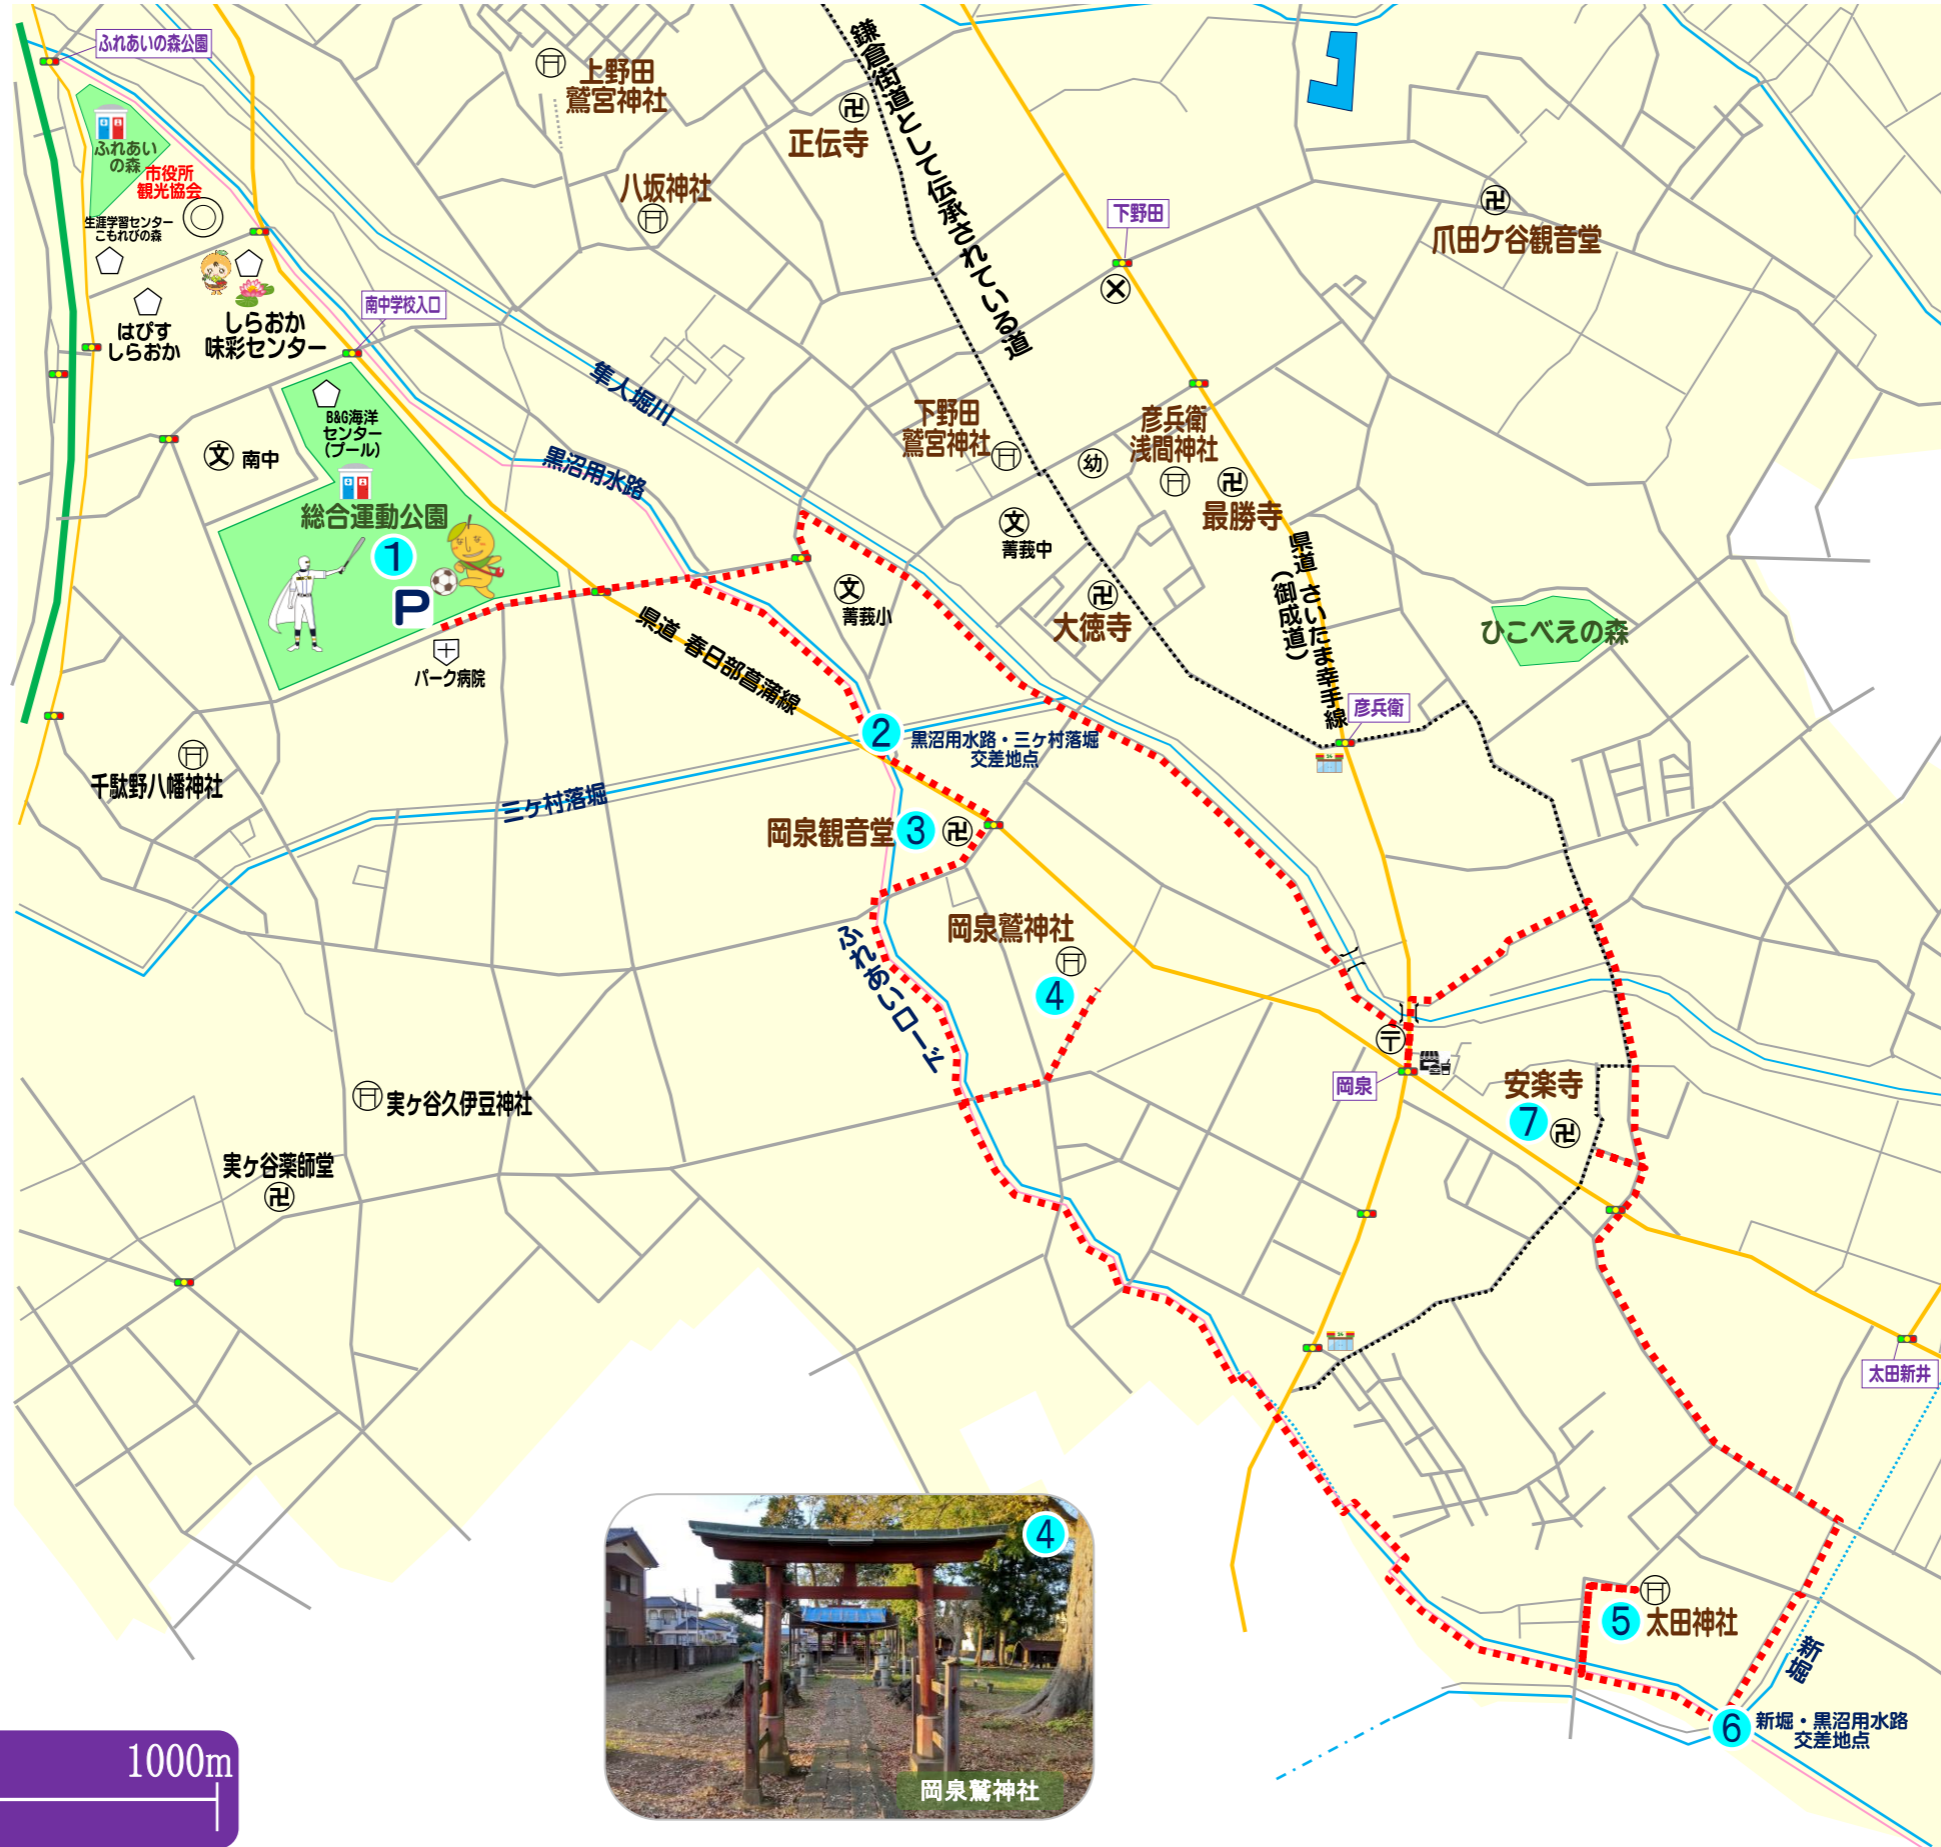 ふれあいの森公園
ふれあい
の森
市役所
観光協会
生涯学習センター
こもれびの森
はぴす
しらおか
しらおか
味彩センター
南中学校入口
上野田
鷲宮神社
八坂神社
正伝寺
鎌倉街道として伝承されている道
下野田
爪田ケ谷観音堂
隼人堀川
黒沼用水路
文 南中
B&G海洋
センター
(プール)
総合運動公園
1
P
パーク病院
県道 春日部菖蒲線
下野田
鷲宮神社
幼
彦兵衛
浅間神社
最勝寺
文
菁莪中
文
菁莪小
大徳寺
県道 さいたま幸手線
(御成道)
ひこべえの森
彦兵衛
千駄野八幡神社
三ヶ村落堀
2
黒沼用水路・三ヶ村落堀
交差地点
岡泉観音堂 3
岡泉鷲神社
4
ふれあいロード
〒
岡泉
実ヶ谷久伊豆神社
実ヶ谷薬師堂
安楽寺
7
太田新井
5 太田神社
新堀
6 新堀・黒沼用水路
交差地点
4
岡泉鷲神社
1000m